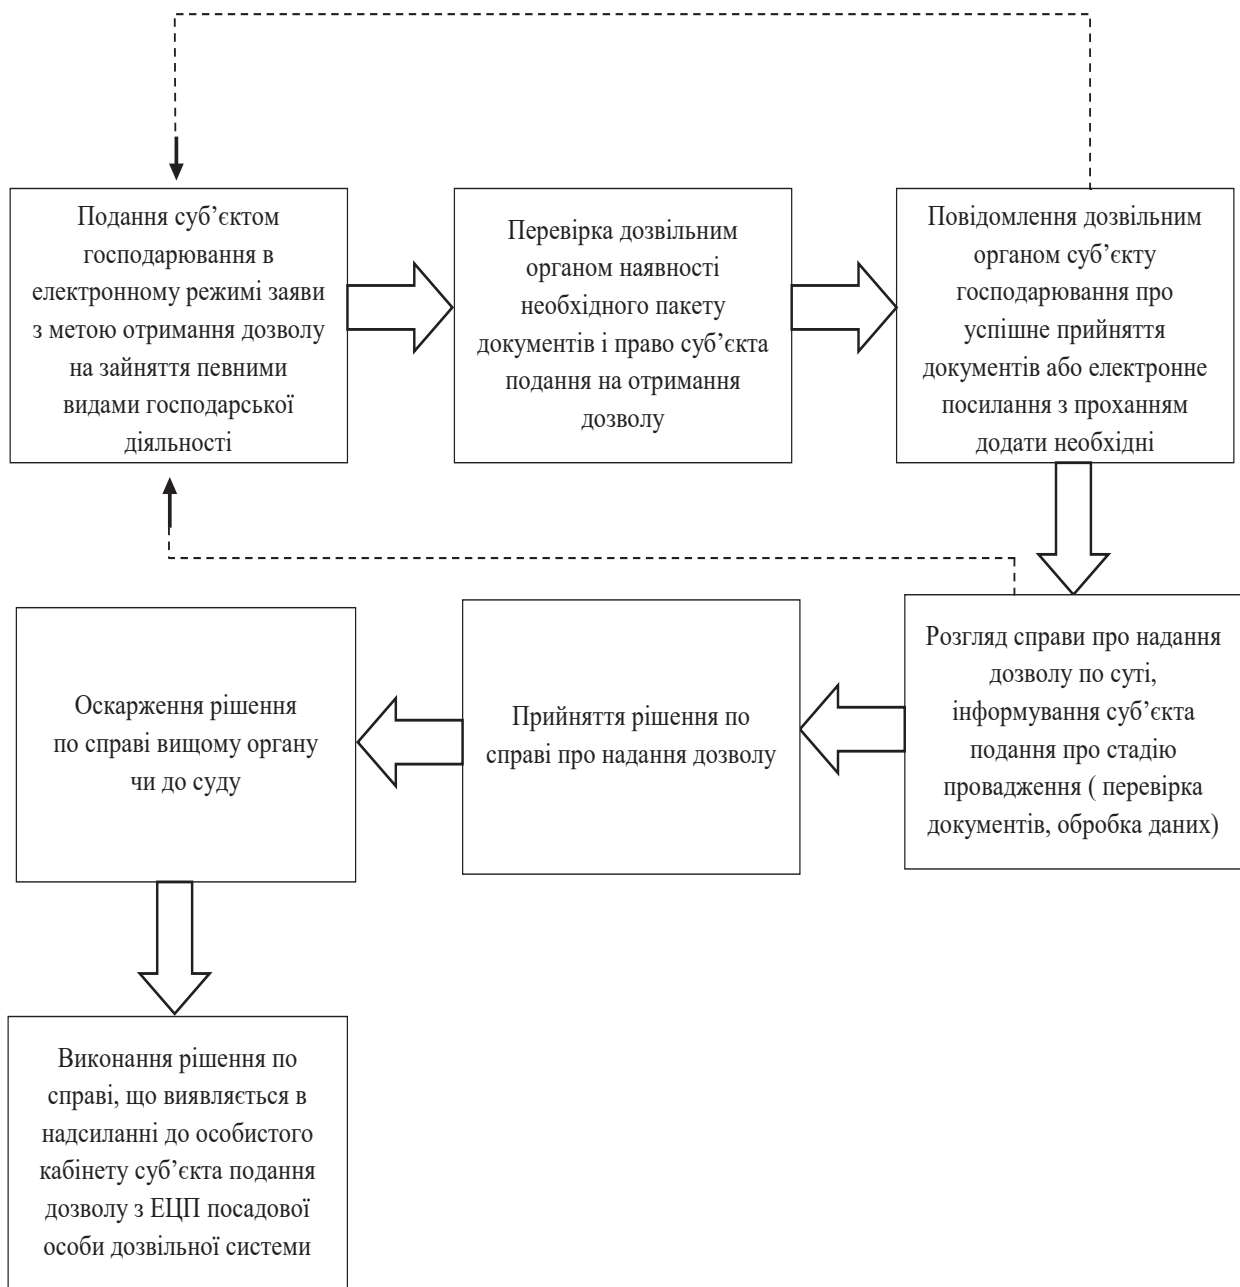 Подання суб’єктом
господарювання в
електронному режимі заяви
з метою отримання дозволу
на зайняття певними
видами господарської
діяльності
Перевірка дозвільним
органом наявності
необхідного пакету
документів і право суб’єкта
подання на отримання
дозволу
Повідомлення дозвільним
органом суб’єкту
господарювання про
успішне прийняття
документів або електронне
посилання з проханням
додати необхідні
Розгляд справи про надання
дозволу по суті,
інформування суб’єкта
подання про стадію
провадження ( перевірка
документів, обробка даних)
Прийняття рішення по
справі про надання дозволу
Оскарження рішення
по справі вищому органу
чи до суду
Виконання рішення по
справі, що виявляється в
надсиланні до особистого
кабінету суб’єкта подання
дозволу з ЕЦП посадової
особи дозвільної системи